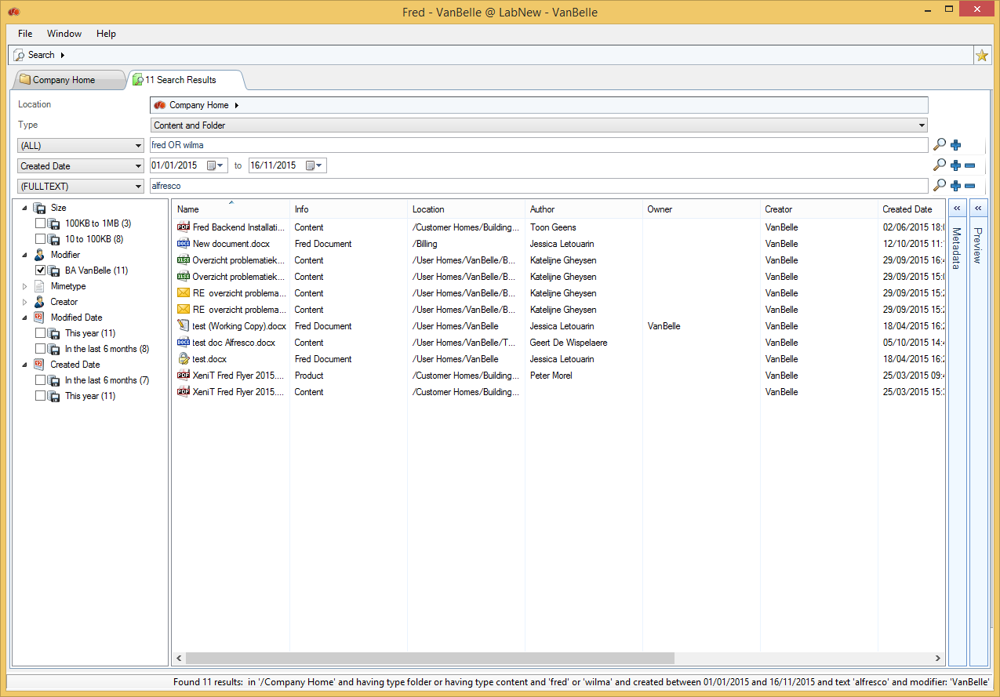 Fred - VanBelle @ LabNew - VanBelle
File Window Help
Search
Company Home 11 Search Results
Location Company Home
Type Content and Folder
(ALL) fred OR wilma
Created Date 01/01/2015 to 16/11/2015
(FULLTEXT) alfresco
Size
100KB to 1MB (3)
10 to 100KB (8)
Modifier
BA VanBelle (11)
Mimetype
Creator
Modified Date
This year (11)
In the last 6 months (8)
Created Date
In the last 6 months (7)
This year (11)
Name Info Location Author Owner Creator Created Date
Fred Backend Installati... Content /Customer Homes/Building... Toon Geens VanBelle 02/06/2015 18:
New document.docx Fred Document /Billing Jessica Letouarin VanBelle 12/10/2015 11:
Overzicht problematiek... Content /User Homes/VanBelle/B... Katelijne Gheysen VanBelle 29/09/2015 16:
Overzicht problematiek... Content /User Homes/VanBelle/B... Katelijne Gheysen VanBelle 29/09/2015 15:
RE overzicht problema... Content /User Homes/VanBelle/B... Katelijne Gheysen VanBelle 29/09/2015 15:
RE overzicht problema... Content /User Homes/VanBelle/B... Katelijne Gheysen VanBelle 29/09/2015 15:
test (Working Copy).docx Fred Document /User Homes/VanBelle Jessica Letouarin VanBelle VanBelle 18/04/2015 16:
test doc Alfresco.docx Content /User Homes/VanBelle/T... Geert De Wispelaere VanBelle 05/10/2015 14:
test.docx Fred Document /User Homes/VanBelle Jessica Letouarin VanBelle 18/04/2015 16:
XeniT Fred Flyer 2015.... Product /Customer Homes/Building... Peter Morel VanBelle 25/03/2015 09:
XeniT Fred Flyer 2015.... Content /Customer Homes/Building... VanBelle 25/03/2015 15:
Metadata
Preview
Found 11 results: in '/Company Home' and having type folder or having type content and 'fred' or 'wilma' and created between 01/01/2015 and 16/11/2015 and text 'alfresco' and modifier: 'VanBelle'